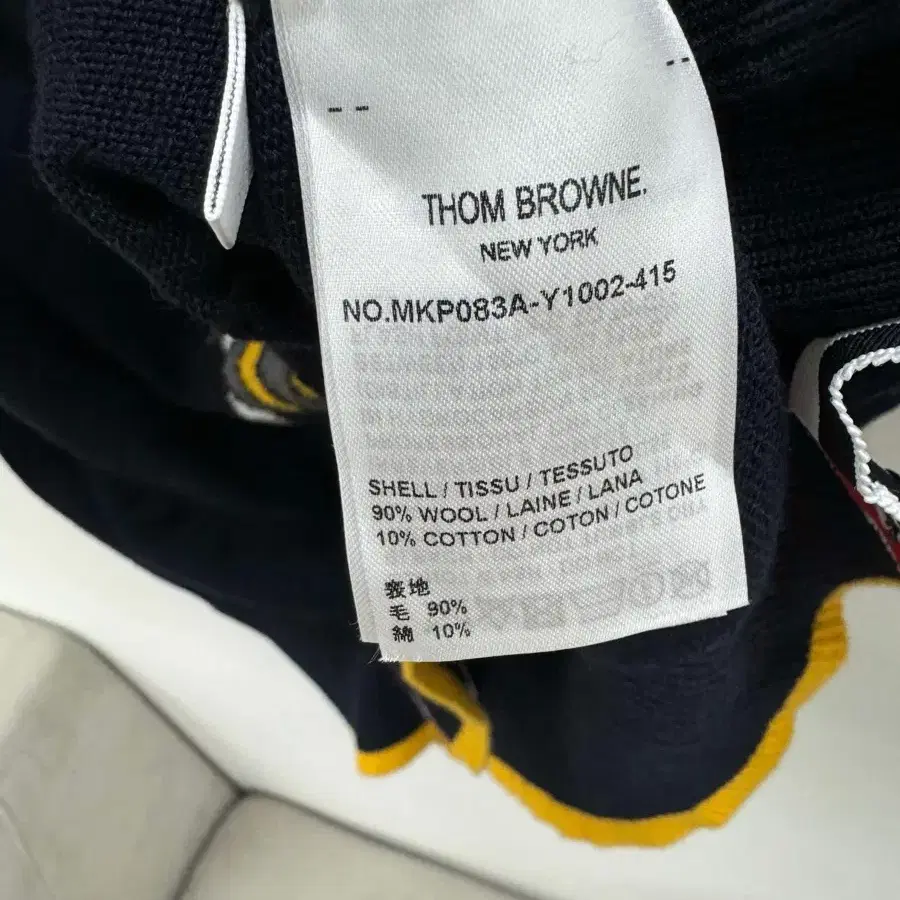 THOM BROWNE.
NEW YORK
NO.MKP083A-Y1002-415
SHELL / TISSU / TESSUTO
90% WOOL / LAINE / LANA
10% COTTON / COTON / COTONE
表地
毛 90%
綿 10%